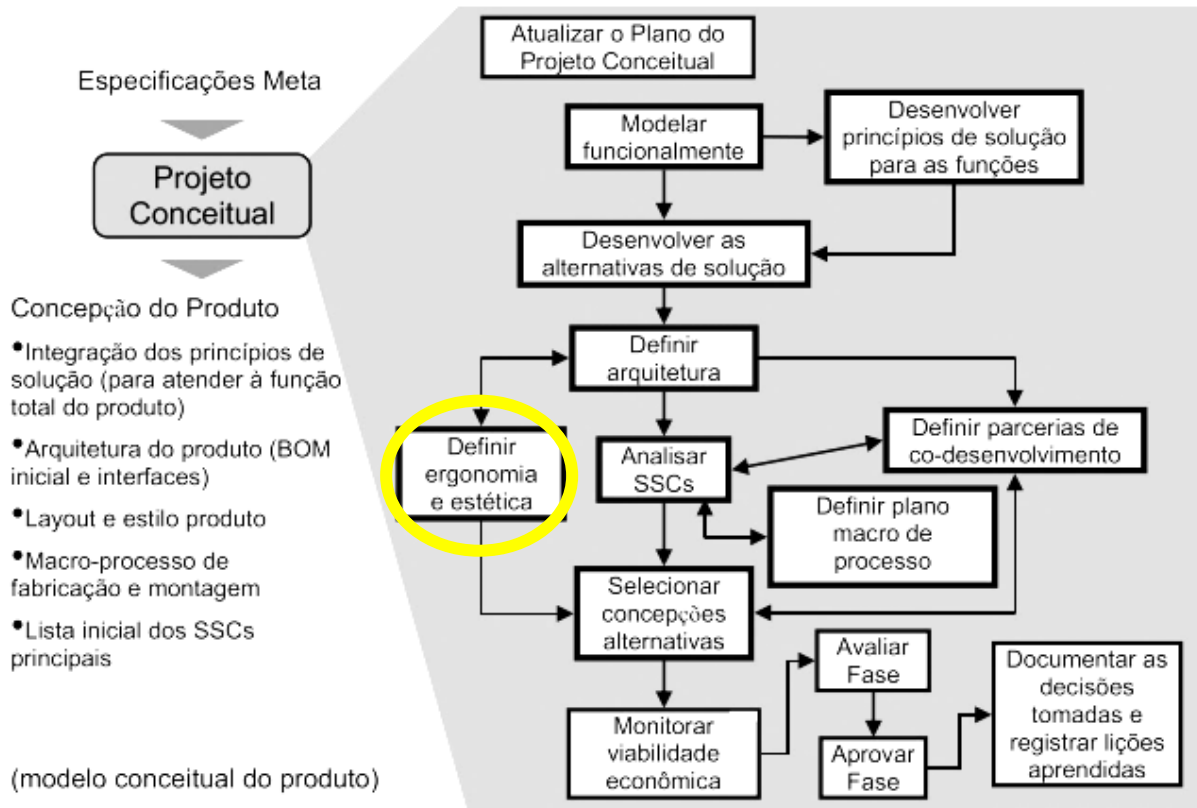 Especificações Meta
Projeto
Conceitual
Concepção do Produto
•Integração dos princípios de
solução (para atender à função
total do produto)
•Arquitetura do produto (BOM
inicial e interfaces)
•Layout e estilo produto
•Macro-processo de
fabricação e montagem
•Lista inicial dos SSCs
principais
(modelo conceitual do produto)
Atualizar o Plano do
Projeto Conceitual
Modelar
funcionalmente
Desenvolver
princípios de solução
para as funções
Desenvolver as
alternativas de solução
Definir
arquitetura
Definir
ergonomia
e estética
Analisar
SSCs
Definir parcerias de
co-desenvolvimento
Definir plano
macro de
processo
Selecionar
concepções
alternativas
Monitorar
viabilidade
econômica
Avaliar
Fase
Aprovar
Fase
Documentar as
decisões
tomadas e
registrar lições
aprendidas